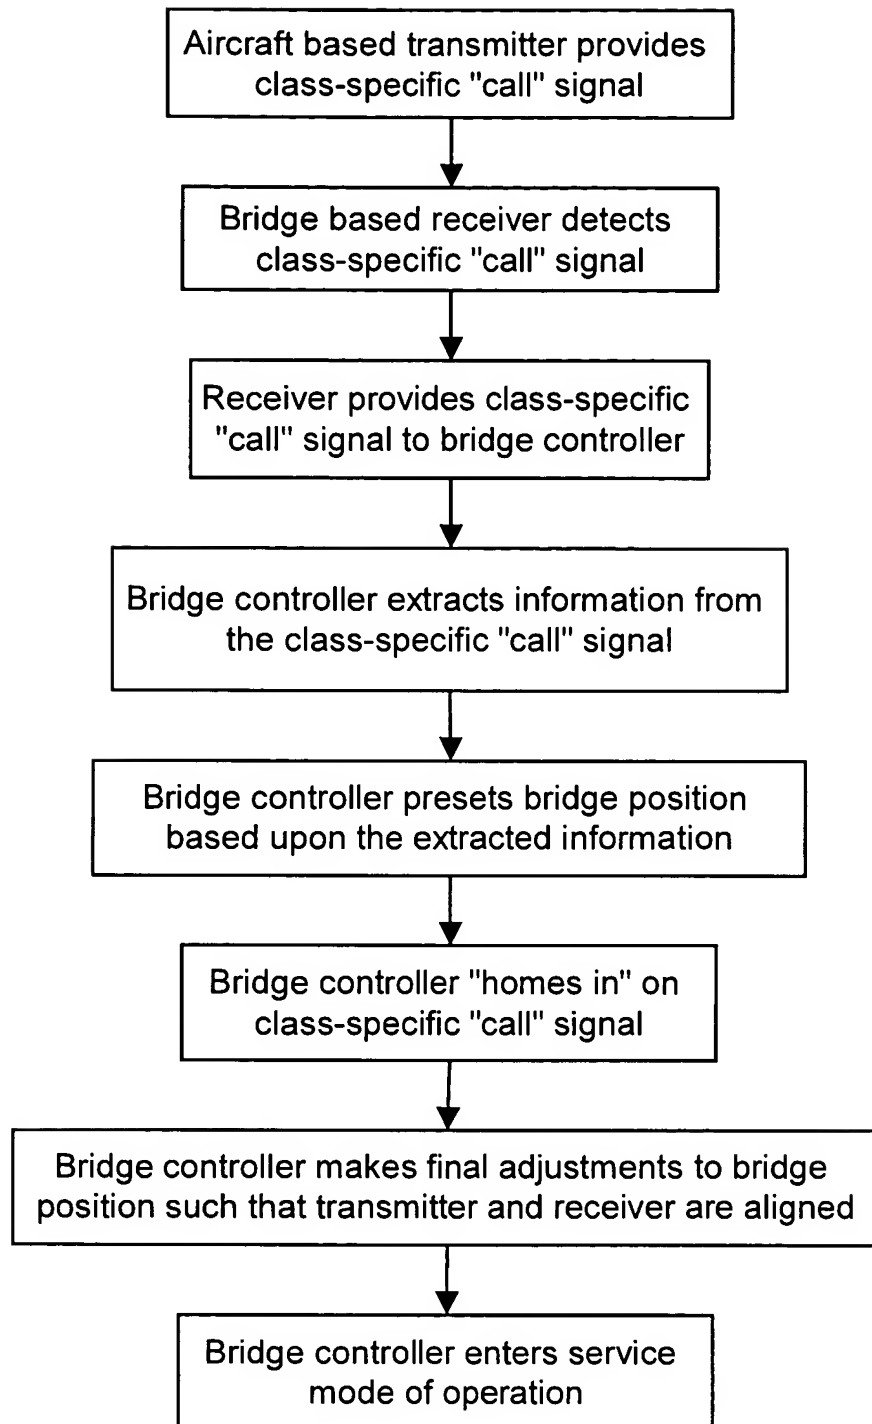 Aircraft based transmitter provides
class-specific "call" signal
Bridge based receiver detects
class-specific "call" signal
Receiver provides class-specific
"call" signal to bridge controller
Bridge controller extracts information from
the class-specific "call" signal
Bridge controller presets bridge position
based upon the extracted information
Bridge controller "homes in" on
class-specific "call" signal
Bridge controller makes final adjustments to bridge
position such that transmitter and receiver are aligned
Bridge controller enters service
mode of operation